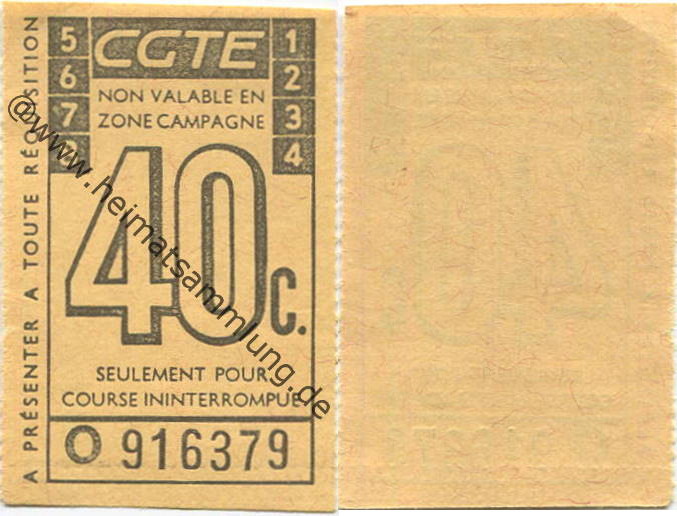 A PRÉSENTER A TOUTE RÉQUISITION
5 CGTE 1
6 2
7 3
8 4
NON VALABLE EN
ZONE CAMPAGNE
40 c.
SEULEMENT POUR
COURSE ININTERROMPUE
O 916379
@www.heimatsammlung.de